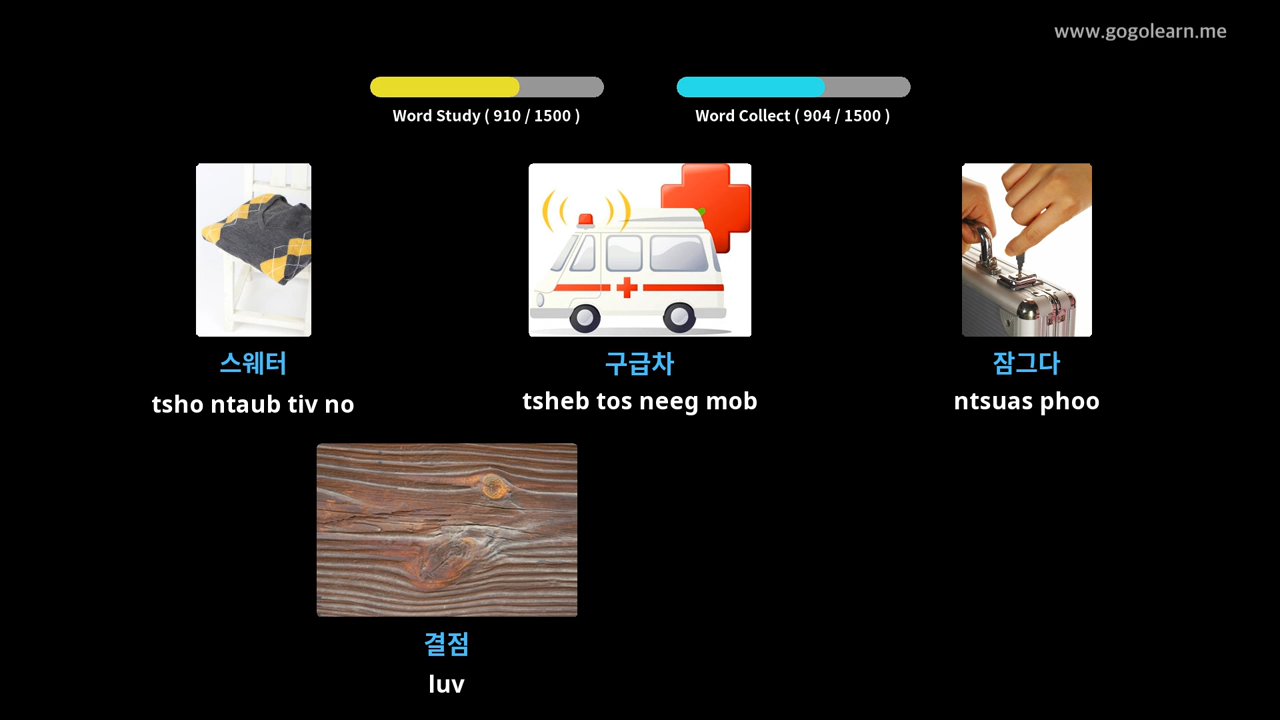 www.gogolearn.me
Word Study ( 910 / 1500 )
Word Collect ( 904 / 1500 )
스웨터
구급차
잠그다
tsho ntaub tiv no
tsheb tos neeg mob
ntsuas phoo
결점
luv